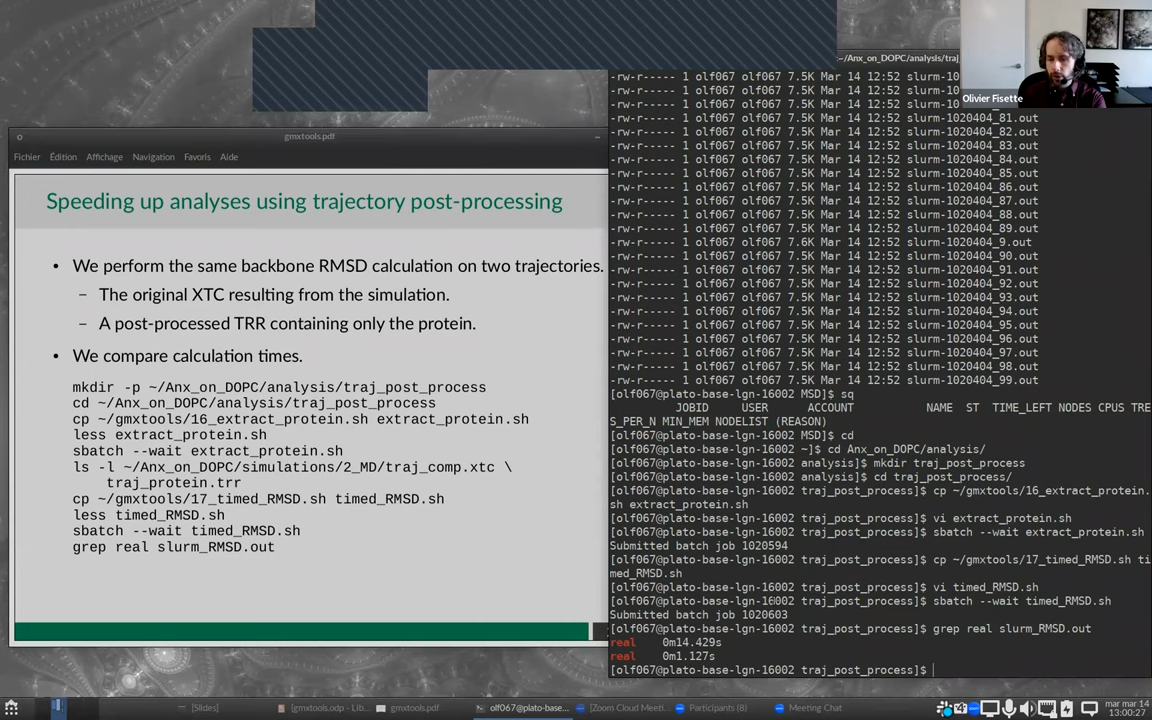 :~/Anx_on_DOPC/analysis/traj_
Olivier Fisette
gmxtools.pdf
Fichier Édition Affichage Navigation Favoris Aide
Speeding up analyses using trajectory post-processing
• We perform the same backbone RMSD calculation on two trajectories.
– The original XTC resulting from the simulation.
– A post-processed TRR containing only the protein.
• We compare calculation times.
mkdir -p ~/Anx_on_DOPC/analysis/traj_post_process
cd ~/Anx_on_DOPC/analysis/traj_post_process
cp ~/gmxtools/16_extract_protein.sh extract_protein.sh
less extract_protein.sh
sbatch --wait extract_protein.sh
ls -l ~/Anx_on_DOPC/simulations/2_MD/traj_comp.xtc \
traj_protein.trr
cp ~/gmxtools/17_timed_RMSD.sh timed_RMSD.sh
less timed_RMSD.sh
sbatch --wait timed_RMSD.sh
grep real slurm_RMSD.out
-rw-r----- 1 olf067 olf067 7.5K Mar 14 12:52 slurm-1020404_
-rw-r----- 1 olf067 olf067 7.5K Mar 14 12:52 slurm-1020404_
-rw-r----- 1 olf067 olf067 7.5K Mar 14 12:52 slurm-1020404_
-rw-r----- 1 olf067 olf067 7.5K Mar 14 12:52 slurm-1020404_81.out
-rw-r----- 1 olf067 olf067 7.5K Mar 14 12:52 slurm-1020404_82.out
-rw-r----- 1 olf067 olf067 7.5K Mar 14 12:52 slurm-1020404_83.out
-rw-r----- 1 olf067 olf067 7.5K Mar 14 12:52 slurm-1020404_84.out
-rw-r----- 1 olf067 olf067 7.5K Mar 14 12:52 slurm-1020404_85.out
-rw-r----- 1 olf067 olf067 7.5K Mar 14 12:52 slurm-1020404_86.out
-rw-r----- 1 olf067 olf067 7.5K Mar 14 12:52 slurm-1020404_87.out
-rw-r----- 1 olf067 olf067 7.5K Mar 14 12:52 slurm-1020404_88.out
-rw-r----- 1 olf067 olf067 7.5K Mar 14 12:52 slurm-1020404_89.out
-rw-r----- 1 olf067 olf067 7.6K Mar 14 12:52 slurm-1020404_9.out
-rw-r----- 1 olf067 olf067 7.5K Mar 14 12:52 slurm-1020404_90.out
-rw-r----- 1 olf067 olf067 7.5K Mar 14 12:52 slurm-1020404_91.out
-rw-r----- 1 olf067 olf067 7.5K Mar 14 12:52 slurm-1020404_92.out
-rw-r----- 1 olf067 olf067 7.5K Mar 14 12:52 slurm-1020404_93.out
-rw-r----- 1 olf067 olf067 7.5K Mar 14 12:52 slurm-1020404_94.out
-rw-r----- 1 olf067 olf067 7.5K Mar 14 12:52 slurm-1020404_95.out
-rw-r----- 1 olf067 olf067 7.5K Mar 14 12:52 slurm-1020404_96.out
-rw-r----- 1 olf067 olf067 7.5K Mar 14 12:52 slurm-1020404_97.out
-rw-r----- 1 olf067 olf067 7.5K Mar 14 12:52 slurm-1020404_98.out
-rw-r----- 1 olf067 olf067 7.5K Mar 14 12:52 slurm-1020404_99.out
[olf067@plato-base-lgn-16002 MSD]$ sq
JOBID USER ACCOUNT NAME ST TIME_LEFT NODES CPUS TRE
S_PER_N MIN_MEM NODELIST (REASON)
[olf067@plato-base-lgn-16002 MSD]$ cd
[olf067@plato-base-lgn-16002 ~]$ cd Anx_on_DOPC/analysis/
[olf067@plato-base-lgn-16002 analysis]$ mkdir traj_post_process
[olf067@plato-base-lgn-16002 analysis]$ cd traj_post_process/
[olf067@plato-base-lgn-16002 traj_post_process]$ cp ~/gmxtools/16_extract_protein.
sh extract_protein.sh
[olf067@plato-base-lgn-16002 traj_post_process]$ vi extract_protein.sh
[olf067@plato-base-lgn-16002 traj_post_process]$ sbatch --wait extract_protein.sh
Submitted batch job 1020594
[olf067@plato-base-lgn-16002 traj_post_process]$ cp ~/gmxtools/17_timed_RMSD.sh ti
med_RMSD.sh
[olf067@plato-base-lgn-16002 traj_post_process]$ vi timed_RMSD.sh
[olf067@plato-base-lgn-16002 traj_post_process]$ sbatch --wait timed_RMSD.sh
Submitted batch job 1020603
[olf067@plato-base-lgn-16002 traj_post_process]$ grep real slurm_RMSD.out
real 0m14.429s
real 0m1.127s
[olf067@plato-base-lgn-16002 traj_post_process]$
[Slides] [gmxtools.odp - Lib... gmxtools.pdf olf067@plato-base... [Zoom Cloud Meeti... Participants (8) Meeting Chat
mar mar 14
13:00:27